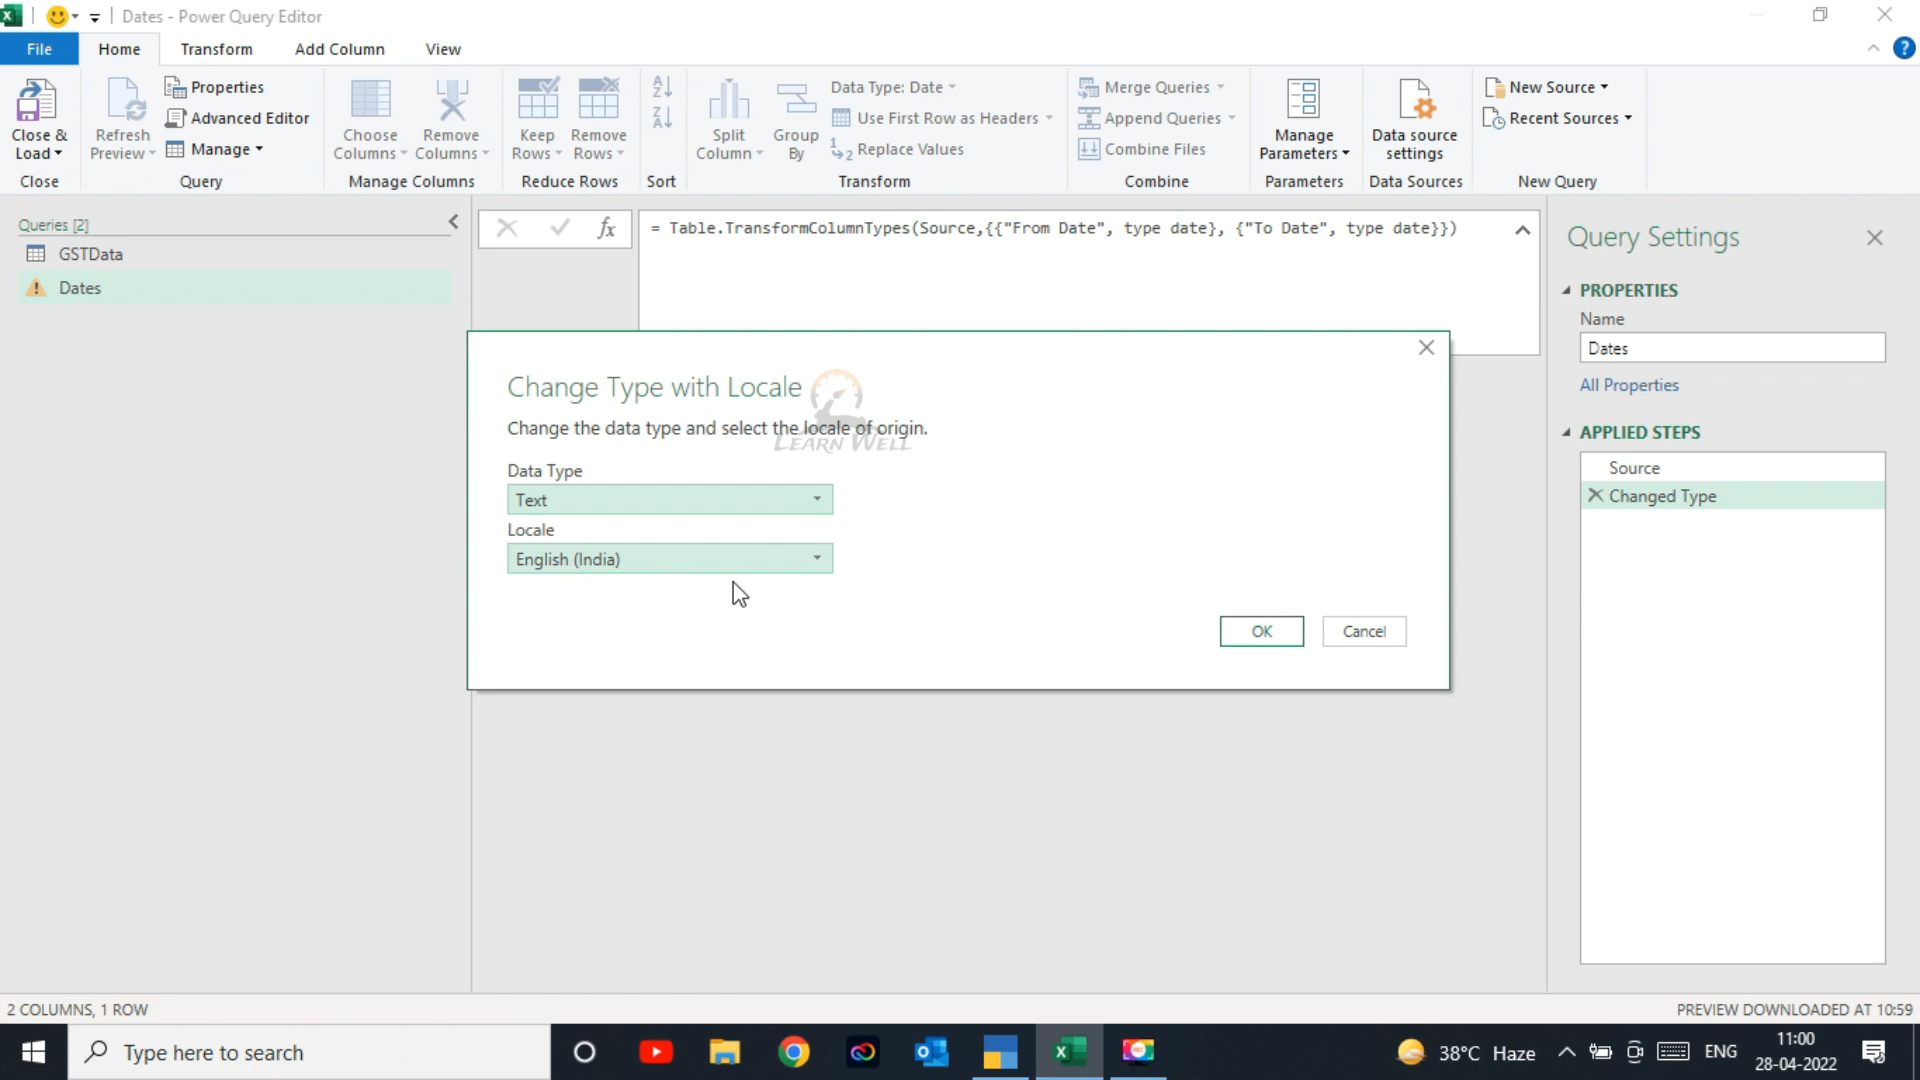 Dates - Power Query Editor
File Home Transform Add Column View
Close & Load
Refresh Preview
Properties
Advanced Editor
Manage
Choose Columns
Remove Columns
Keep Rows
Remove Rows
Split Column
Group By
Data Type: Date
Use First Row as Headers
Replace Values
Merge Queries
Append Queries
Combine Files
Manage Parameters
Data source settings
New Source
Recent Sources
Close Query Manage Columns Reduce Rows Sort Transform Combine Parameters Data Sources New Query
Queries [2]
GSTData
Dates
fx
= Table.TransformColumnTypes(Source,{{"From Date", type date}, {"To Date", type date}})
Change Type with Locale
Change the data type and select the locale of origin.
LEARN WELL
Data Type
Text
Locale
English (India)
OK Cancel
Query Settings
PROPERTIES
Name
Dates
All Properties
APPLIED STEPS
Source
Changed Type
2 COLUMNS, 1 ROW
PREVIEW DOWNLOADED AT 10:59
Type here to search
38°C Haze
ENG
11:00
28-04-2022